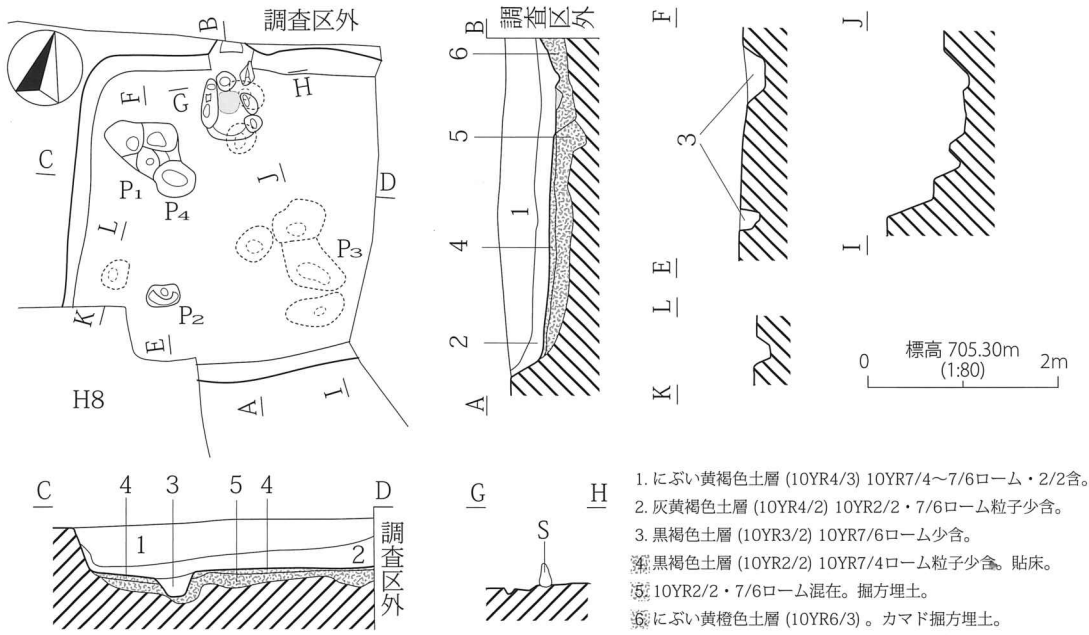 調査区外
B
F
G
H
C
P₁
P₄
J
D
L
P₃
K
P₂
E
H8
A
I
B
調査区外
6
5
1
4
2
A
F
3
E
L
K
J
I
標高 705.30m
(1:80)
0
2m
C
4
3
5
4
D
1
2
調査区外
G
H
S
1. にぶい黄褐色土層 (10YR4/3) 10YR7/4～7/6ローム・2/2含。
2. 灰黄褐色土層 (10YR4/2) 10YR2/2・7/6ローム粒子少含。
3. 黒褐色土層 (10YR3/2) 10YR7/6ローム少含。
4. 黒褐色土層 (10YR2/2) 10YR7/4ローム粒子少含。貼床。
5. 10YR2/2・7/6ローム混在。掘方埋土。
6. にぶい黄橙色土層 (10YR6/3) 。カマド掘方埋土。